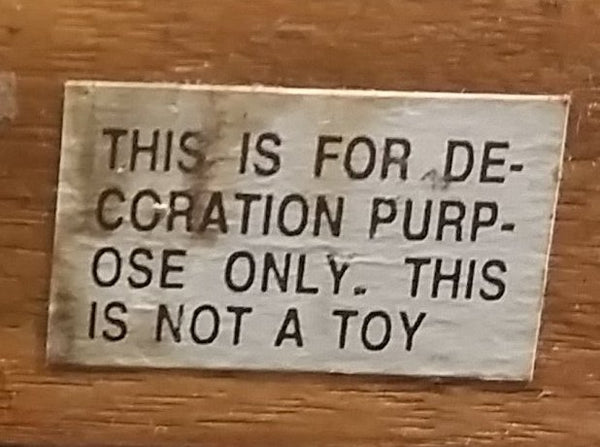 THIS IS FOR DE-
CORATION PURP-
OSE ONLY. THIS
IS NOT A TOY